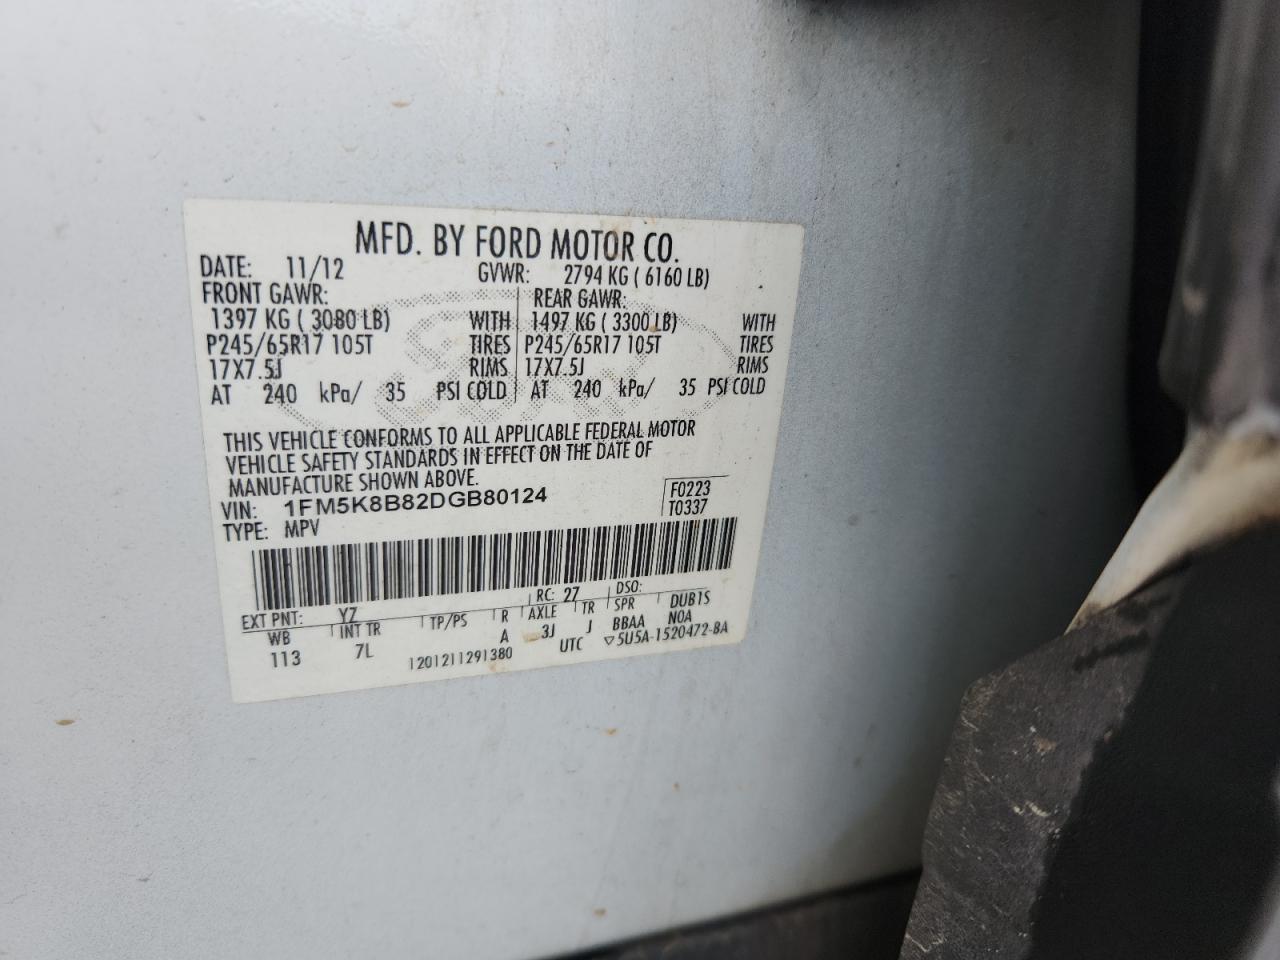 MFD. BY FORD MOTOR CO.
DATE: 11/12 GVWR: 2794 KG ( 6160 LB)
FRONT GAWR: REAR GAWR:
1397 KG ( 3080 LB) WITH 1497 KG ( 3300 LB) WITH
P245/65R17 105T TIRES P245/65R17 105T TIRES
17X7.5J RIMS 17X7.5J RIMS
AT 240 kPa/ 35 PSI COLD AT 240 kPa/ 35 PSI COLD
THIS VEHICLE CONFORMS TO ALL APPLICABLE FEDERAL MOTOR
VEHICLE SAFETY STANDARDS IN EFFECT ON THE DATE OF
MANUFACTURE SHOWN ABOVE.
VIN: 1FM5K8B82DGB80124 F0223
TYPE: MPV T0337
EXT PNT: YZ RC: 27 DSO:
WB INT TR TP/PS R AXLE TR SPR DUB1S
113 7L A 3J J BBAA N0A
1201211291380 UTC ▽5U5A-1520472-BA